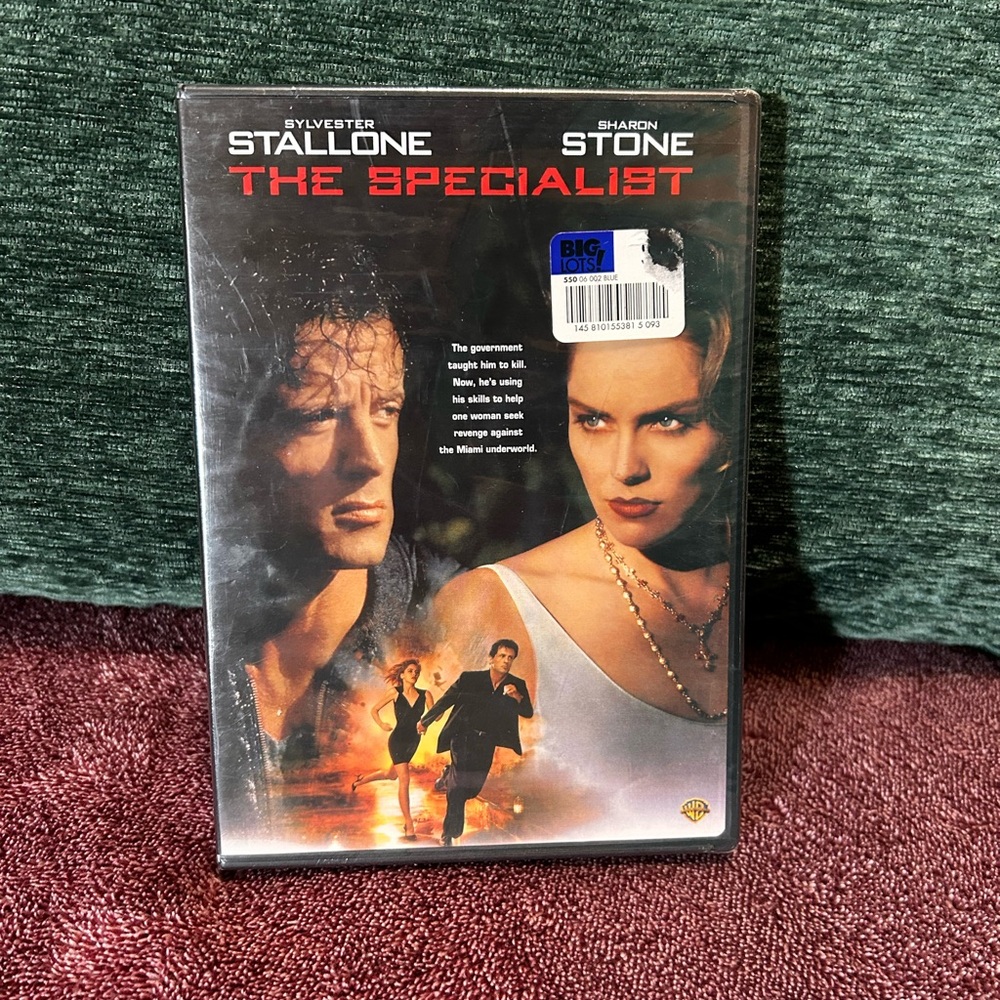 SYLVESTER
STALLONE
SHARON
STONE
THE SPECIALIST
BIG
LOTS!
550 06 002 BLUE
145 810155381 5 093
The government
taught him to kill.
Now, he's using
his skills to help
one woman seek
revenge against
the Miami underworld.
WB